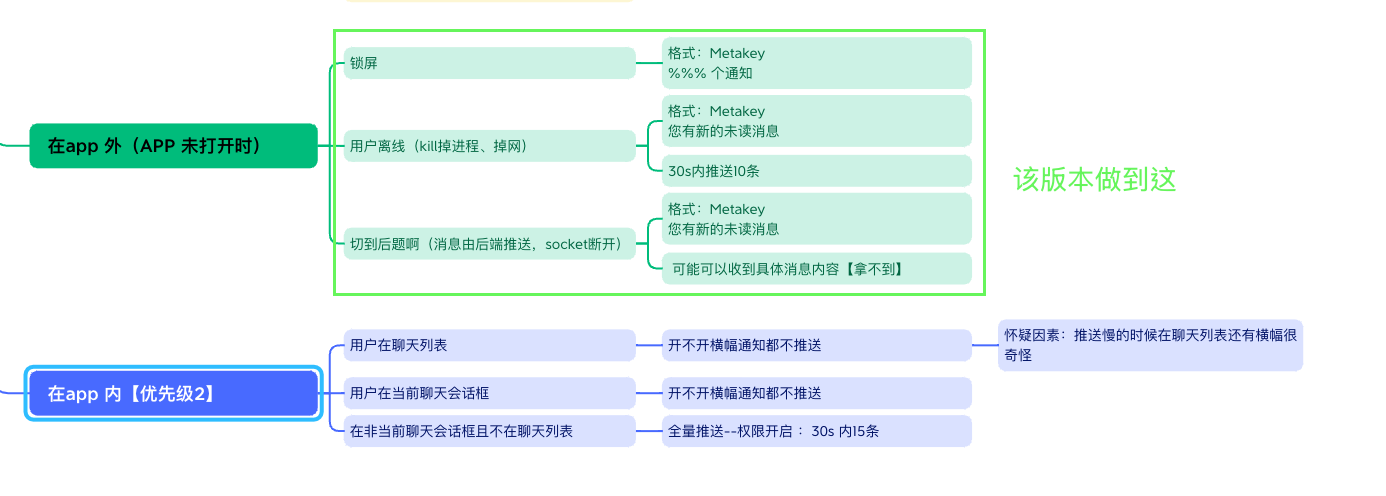 在app 外（APP 未打开时）
锁屏
格式：Metakey
%%% 个通知
用户离线（kill掉进程、掉网）
格式：Metakey
您有新的未读消息
30s内推送10条
切到后题啊（消息由后端推送，socket断开）
格式：Metakey
您有新的未读消息
可能可以收到具体消息内容【拿不到】
该版本做到这
在app 内【优先级2】
用户在聊天列表
开不开横幅通知都不推送
怀疑因素：推送慢的时候在聊天列表还有横幅很
奇怪
用户在当前聊天会话框
开不开横幅通知都不推送
在非当前聊天会话框且不在聊天列表
全量推送--权限开启 ：30s 内15条